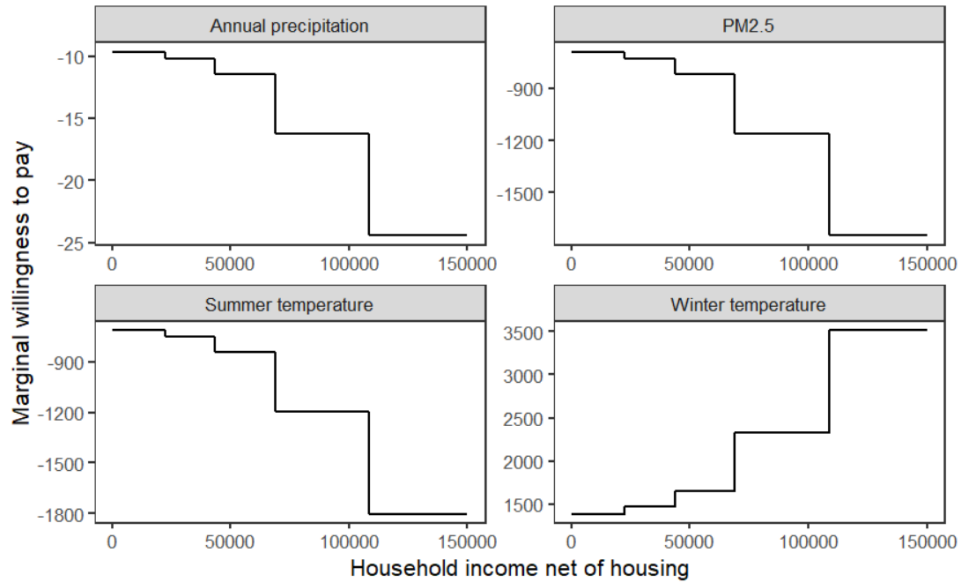 Annual precipitation
PM2.5
-10
-15
-20
-25
-900
-1200
-1500
0 50000 100000 150000
0 50000 100000 150000
Summer temperature
Winter temperature
-900
-1200
-1500
-1800
3500
3000
2500
2000
1500
0 50000 100000 150000
0 50000 100000 150000
Marginal willingness to pay
Household income net of housing